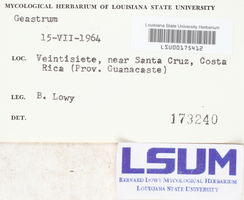 MYCOLOGICAL HERBARIUM OF LOUISIANA STATE UNIVERSITY
Geastrum
Louisiana State University Herbarium
LSU00175412
15-VII-1964
LOC. Veintisiete, near Santa Cruz, Costa
Rica (Prov. Guanacaste)
LEG. B. Lowy
DET.
173240
LSUM
BERNARD LOWY MYCOLOGICAL HERBARIUM
LOUISIANA STATE UNIVERSITY